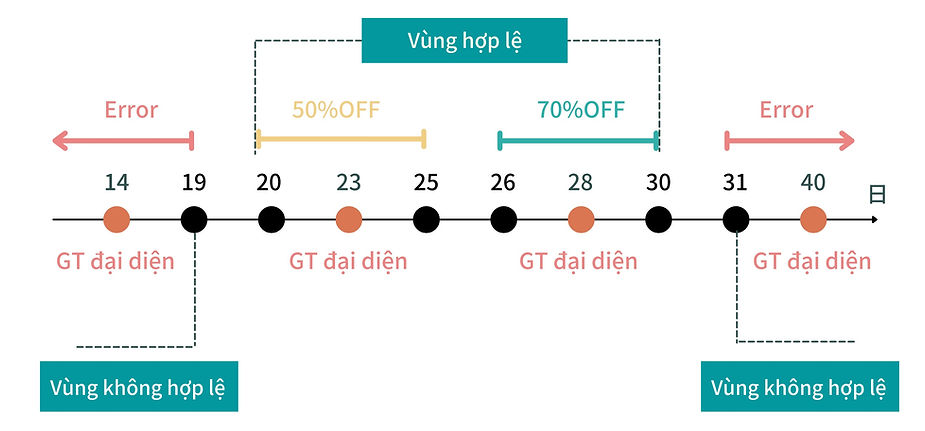 Vùng hợp lệ
Error 50%OFF 70%OFF Error
14 19 20 23 25 26 28 30 31 40 日
GT đại diện GT đại diện GT đại diện GT đại diện
Vùng không hợp lệ Vùng không hợp lệ